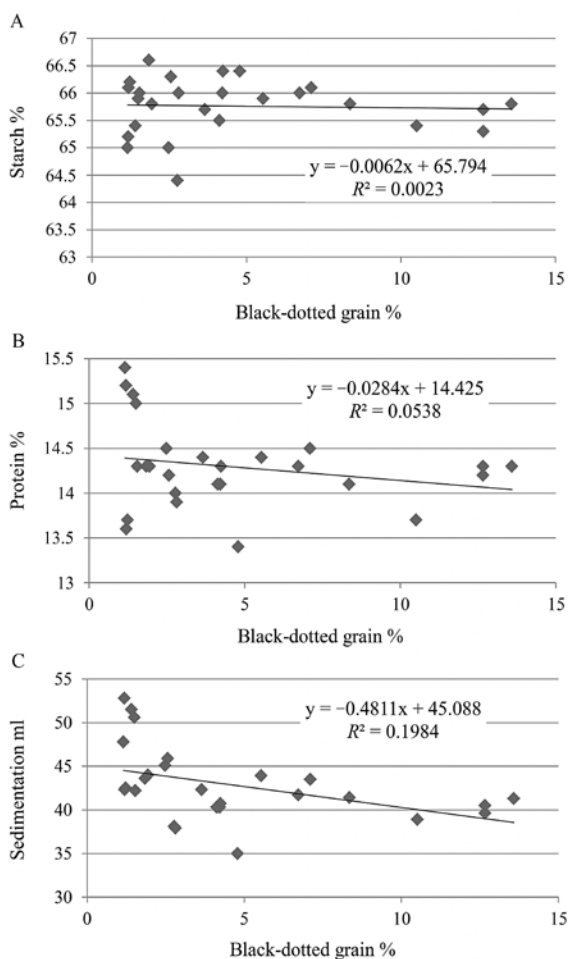 A
67
66.5
66
65.5
65
64.5
64
63.5
63
Starch %
y = −0.0062x + 65.794
R² = 0.0023
0 5 10 15
Black-dotted grain %
B
15.5
15
14.5
14
13.5
13
Protein %
y = −0.0284x + 14.425
R² = 0.0538
0 5 10 15
Black-dotted grain %
C
55
50
45
40
35
30
Sedimentation ml
y = −0.4811x + 45.088
R² = 0.1984
0 5 10 15
Black-dotted grain %